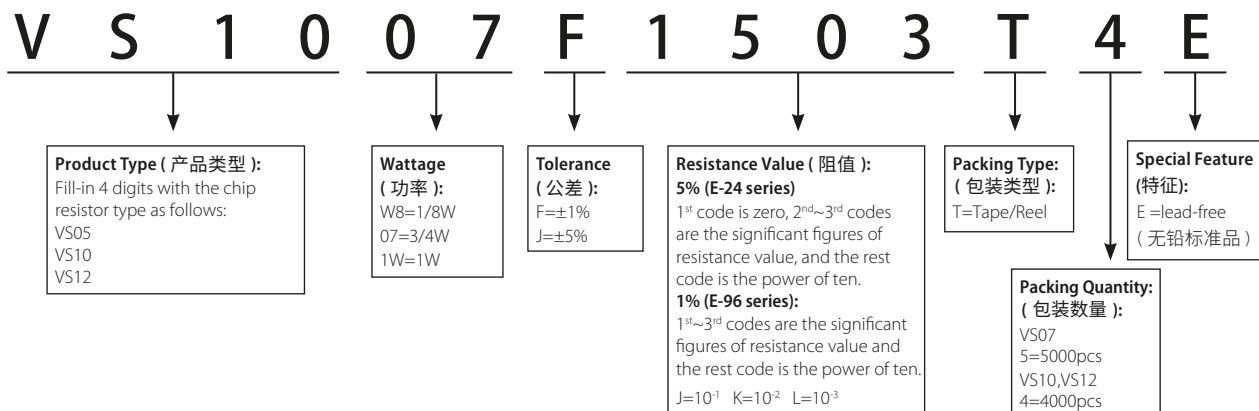 V S 1 0 0 7 F 1 5 0 3 T 4 E
Product Type ( 产品类型 ):
Fill-in 4 digits with the chip
resistor type as follows:
VS05
VS10
VS12
Wattage
( 功率 ):
W8=1/8W
07=3/4W
1W=1W
Tolerance
( 公差 ):
F=±1%
J=±5%
Resistance Value ( 阻值 ):
5% (E-24 series)
1st code is zero, 2nd~3rd codes
are the significant figures of
resistance value, and the rest
code is the power of ten.
1% (E-96 series):
1st~3rd codes are the significant
figures of resistance value and
the rest code is the power of ten.
J=10-1 K=10-2 L=10-3
Packing Type:
( 包装类型 ):
T=Tape/Reel
Packing Quantity:
( 包装数量 ):
VS07
5=5000pcs
VS10,VS12
4=4000pcs
Special Feature
(特征):
E =lead-free
( 无铅标准品 )